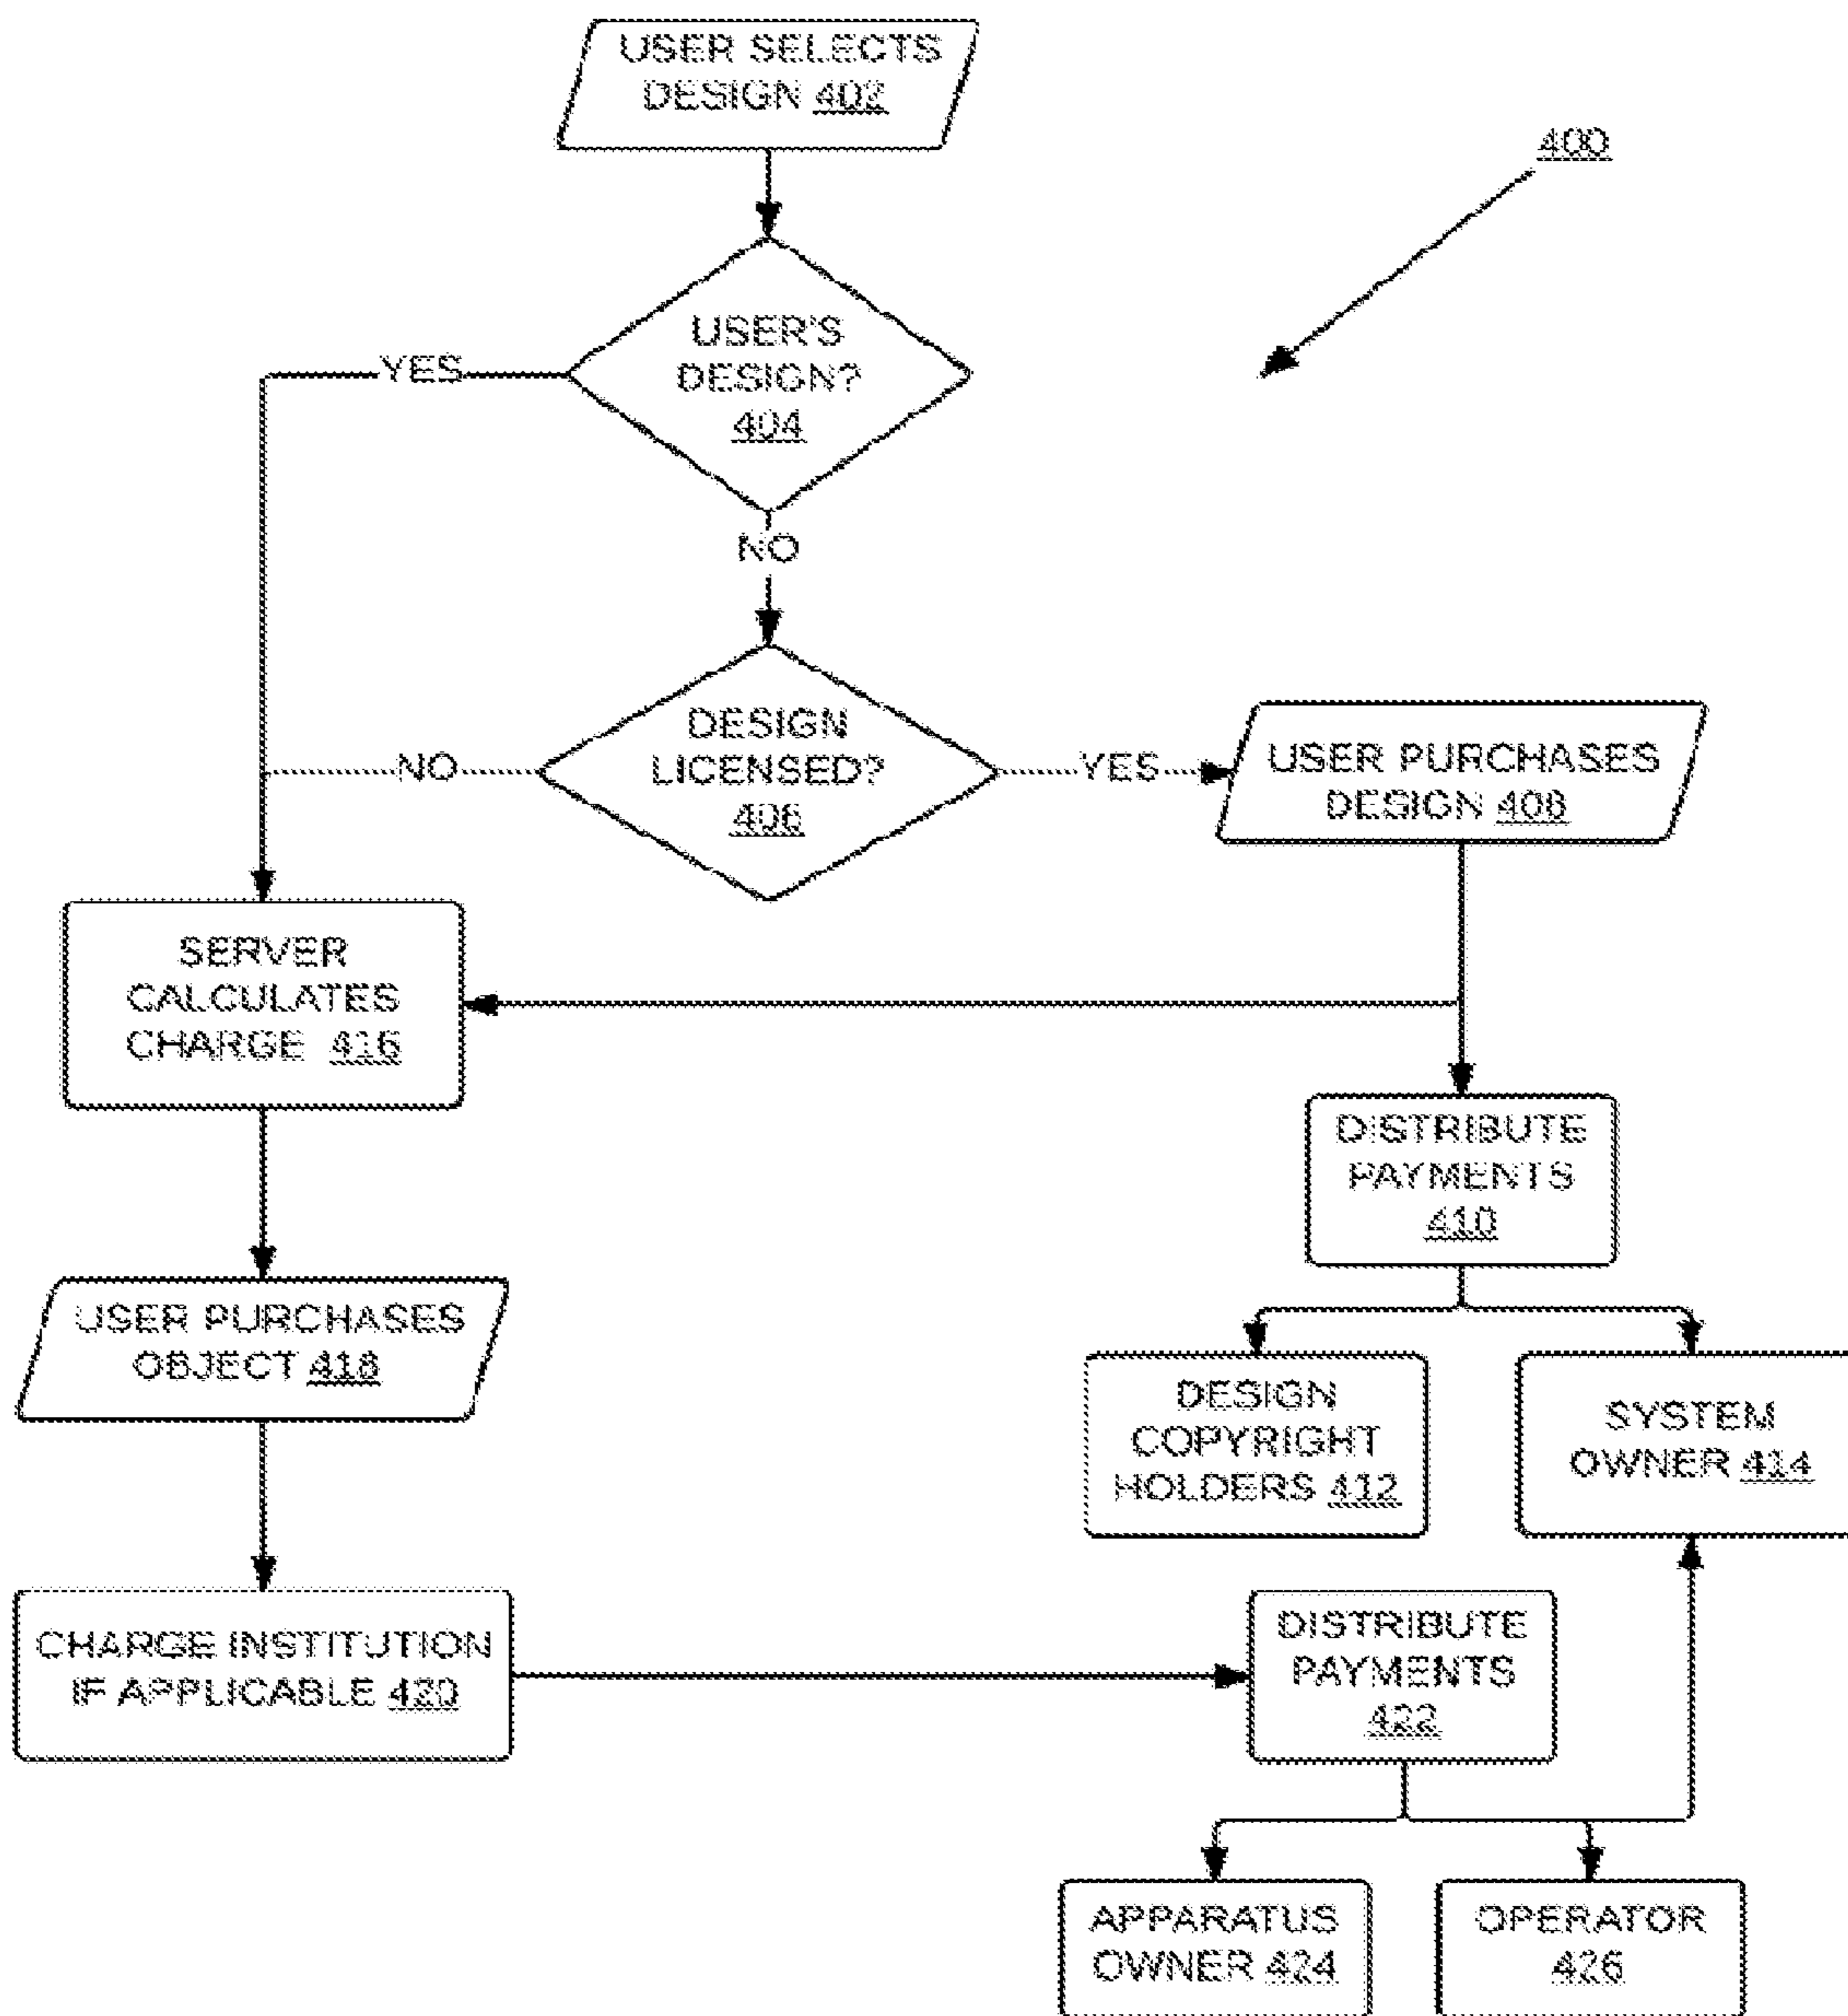 USER SELECTS
DESIGN 402
400
USER'S
DESIGN?
404
YES
NO
DESIGN
LICENSED?
406
NO
YES
USER PURCHASES
DESIGN 408
SERVER
CALCULATES
CHARGE 416
DISTRIBUTE
PAYMENTS
410
USER PURCHASES
OBJECT 418
DESIGN
COPYRIGHT
HOLDERS 412
SYSTEM
OWNER 414
CHARGE INSTITUTION
IF APPLICABLE 420
DISTRIBUTE
PAYMENTS
422
APPARATUS
OWNER 424
OPERATOR
426